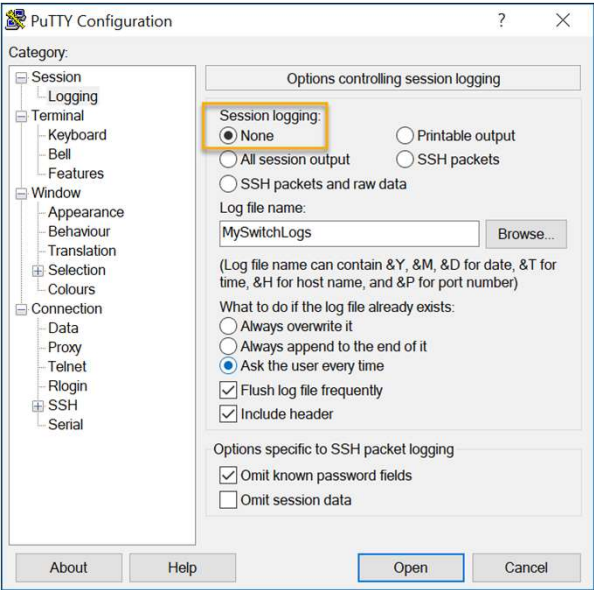 PuTTY Configuration
?
Category:
Session
Logging
Terminal
Keyboard
Bell
Features
Window
Appearance
Behaviour
Translation
Selection
Colours
Connection
Data
Proxy
Telnet
Rlogin
SSH
Serial
Options controlling session logging
Session logging:
None Printable output
All session output SSH packets
SSH packets and raw data
Log file name:
MySwitchLogs Browse...
(Log file name can contain &Y, &M, &D for date, &T for
time, &H for host name, and &P for port number)
What to do if the log file already exists:
Always overwrite it
Always append to the end of it
Ask the user every time
Flush log file frequently
Include header
Options specific to SSH packet logging
Omit known password fields
Omit session data
About Help Open Cancel